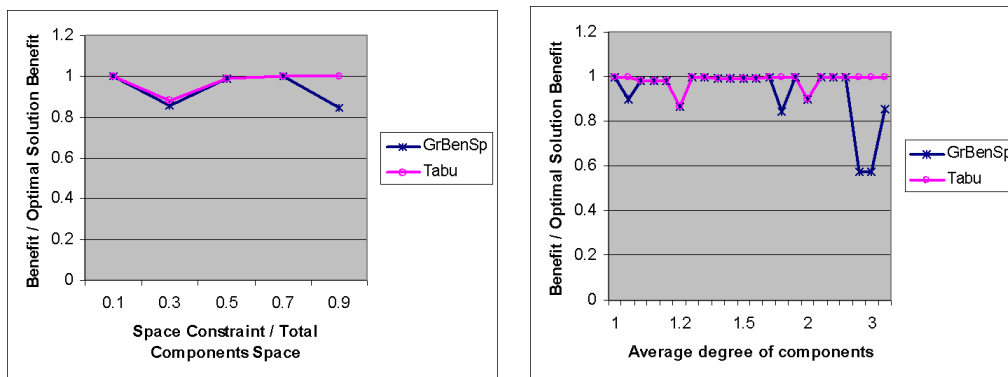 Benefit / Optimal Solution Benefit
1.2
1
0.8
0.6
0.4
0.2
0
0.1 0.3 0.5 0.7 0.9
Space Constraint / Total
Components Space
GrBenSp
Tabu
Benefit / Optimal Solution Benefit
1.2
1
0.8
0.6
0.4
0.2
0
1 1.2 1.5 2 3
Average degree of components
GrBenSp
Tabu